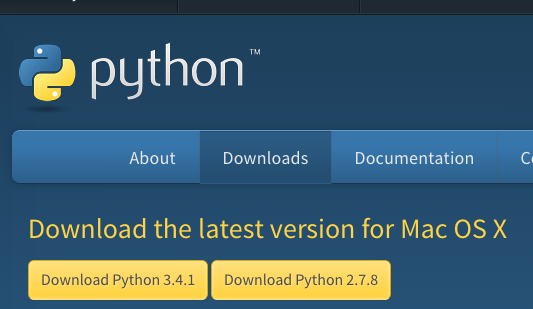 python™
About Downloads Documentation
Download the latest version for Mac OS X
Download Python 3.4.1 Download Python 2.7.8